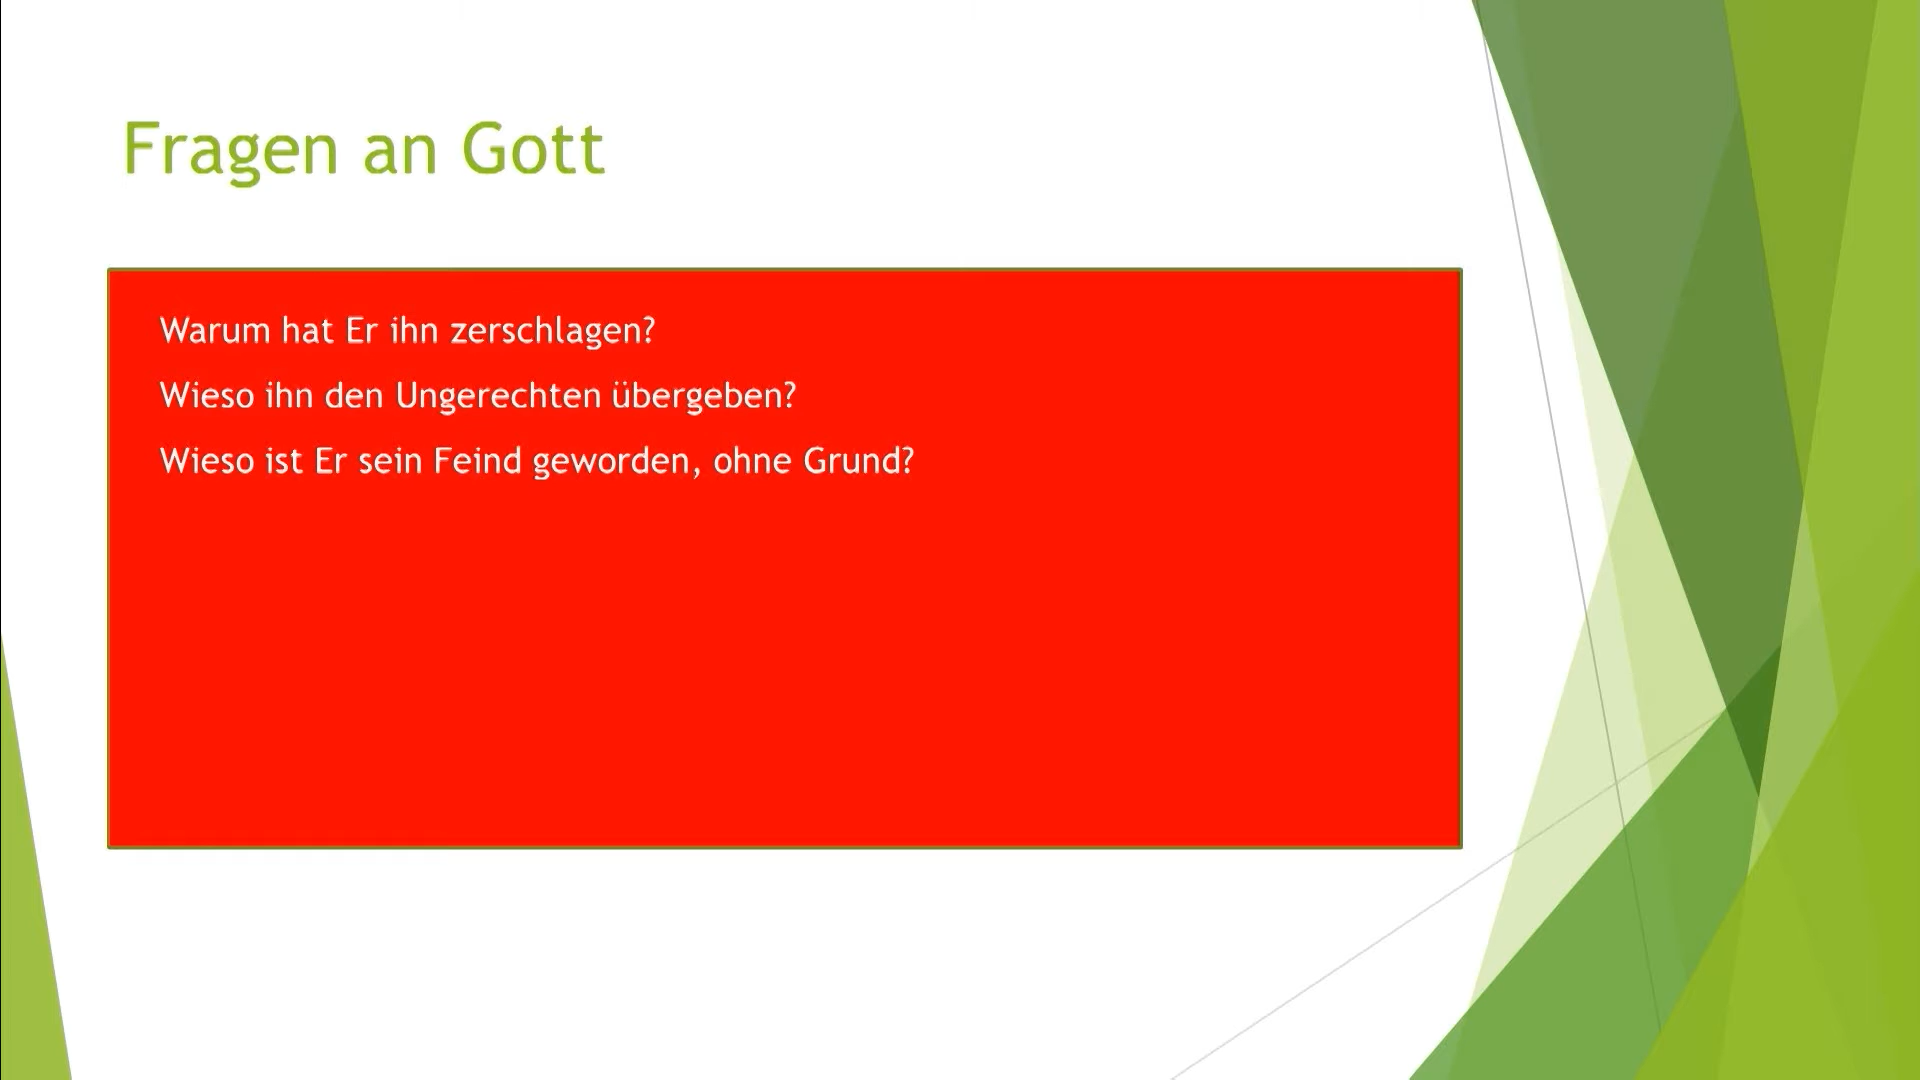 Fragen an Gott
Warum hat Er ihn zerschlagen?
Wieso ihn den Ungerechten übergeben?
Wieso ist Er sein Feind geworden, ohne Grund?